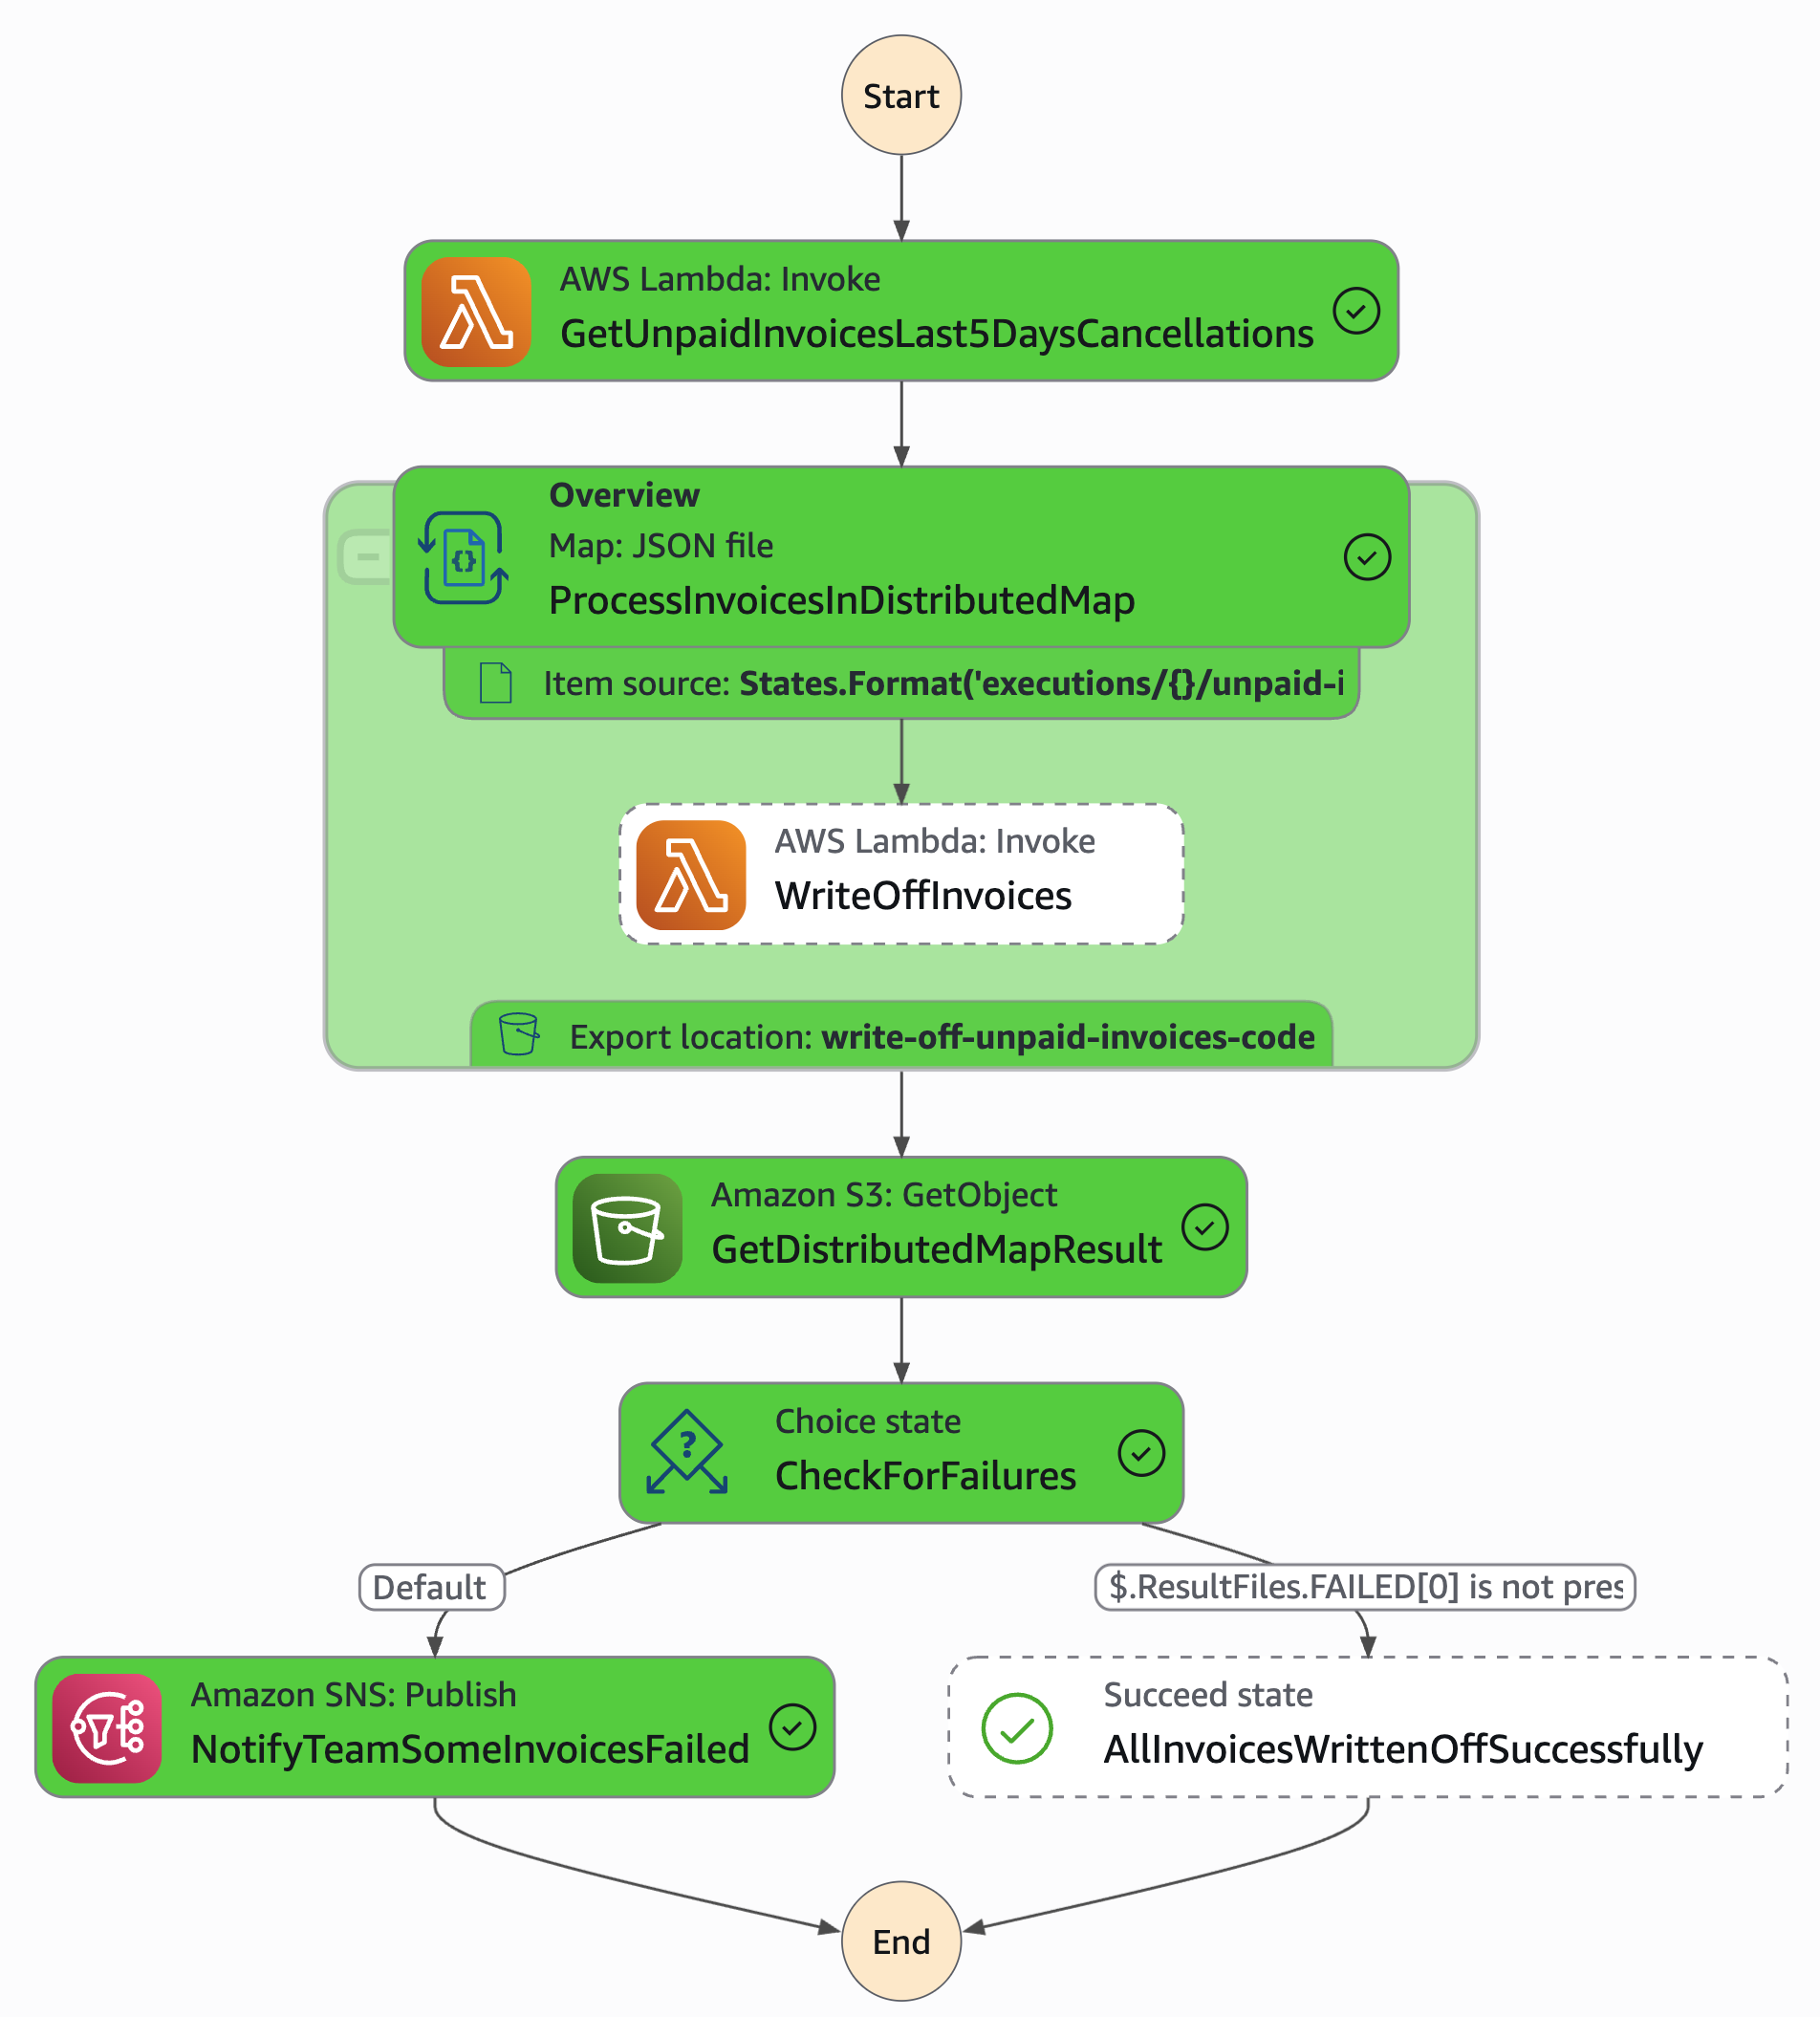 Start
AWS Lambda: Invoke
GetUnpaidInvoicesLast5DaysCancellations
Overview
Map: JSON file
{}
ProcessInvoicesInDistributedMap
Item source: States.Format('executions/{}/unpaid-i
AWS Lambda: Invoke
WriteOffInvoices
Export location: write-off-unpaid-invoices-code
Amazon S3: GetObject
GetDistributedMapResult
Choice state
?
CheckForFailures
Default
$.ResultFiles.FAILED[0] is not pres
Amazon SNS: Publish
NotifyTeamSomeInvoicesFailed
Succeed state
AllInvoicesWrittenOffSuccessfully
End